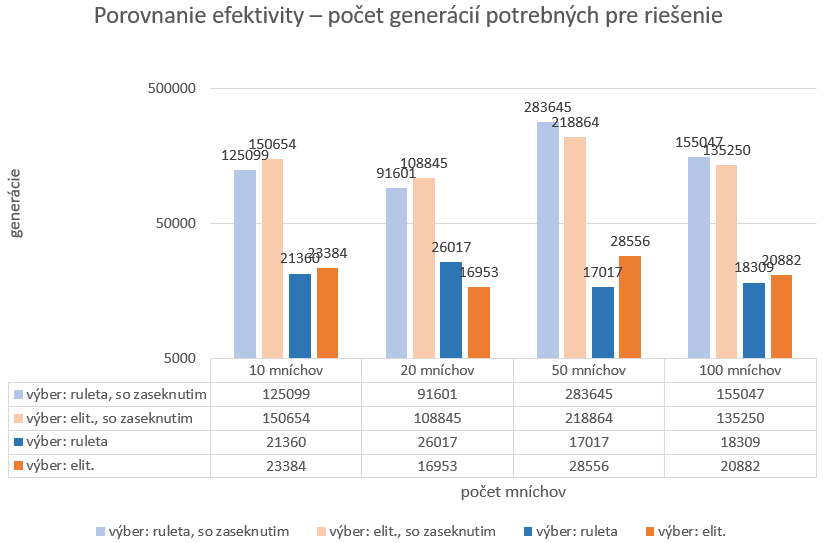 Porovnanie efektivity – počet generácií potrebných pre riešenie
500000
50000
5000
generácie
125099 150654 21360 23384
91601 108845 26017 16953
283645 218864 17017 28556
155047 135250 18309 20882
10 mníchov 20 mníchov 50 mníchov 100 mníchov
výber: ruleta, so zaseknutim 125099 91601 283645 155047
výber: elit., so zaseknutim 150654 108845 218864 135250
výber: ruleta 21360 26017 17017 18309
výber: elit. 23384 16953 28556 20882
počet mníchov
výber: ruleta, so zaseknutim výber: elit., so zaseknutim výber: ruleta výber: elit.